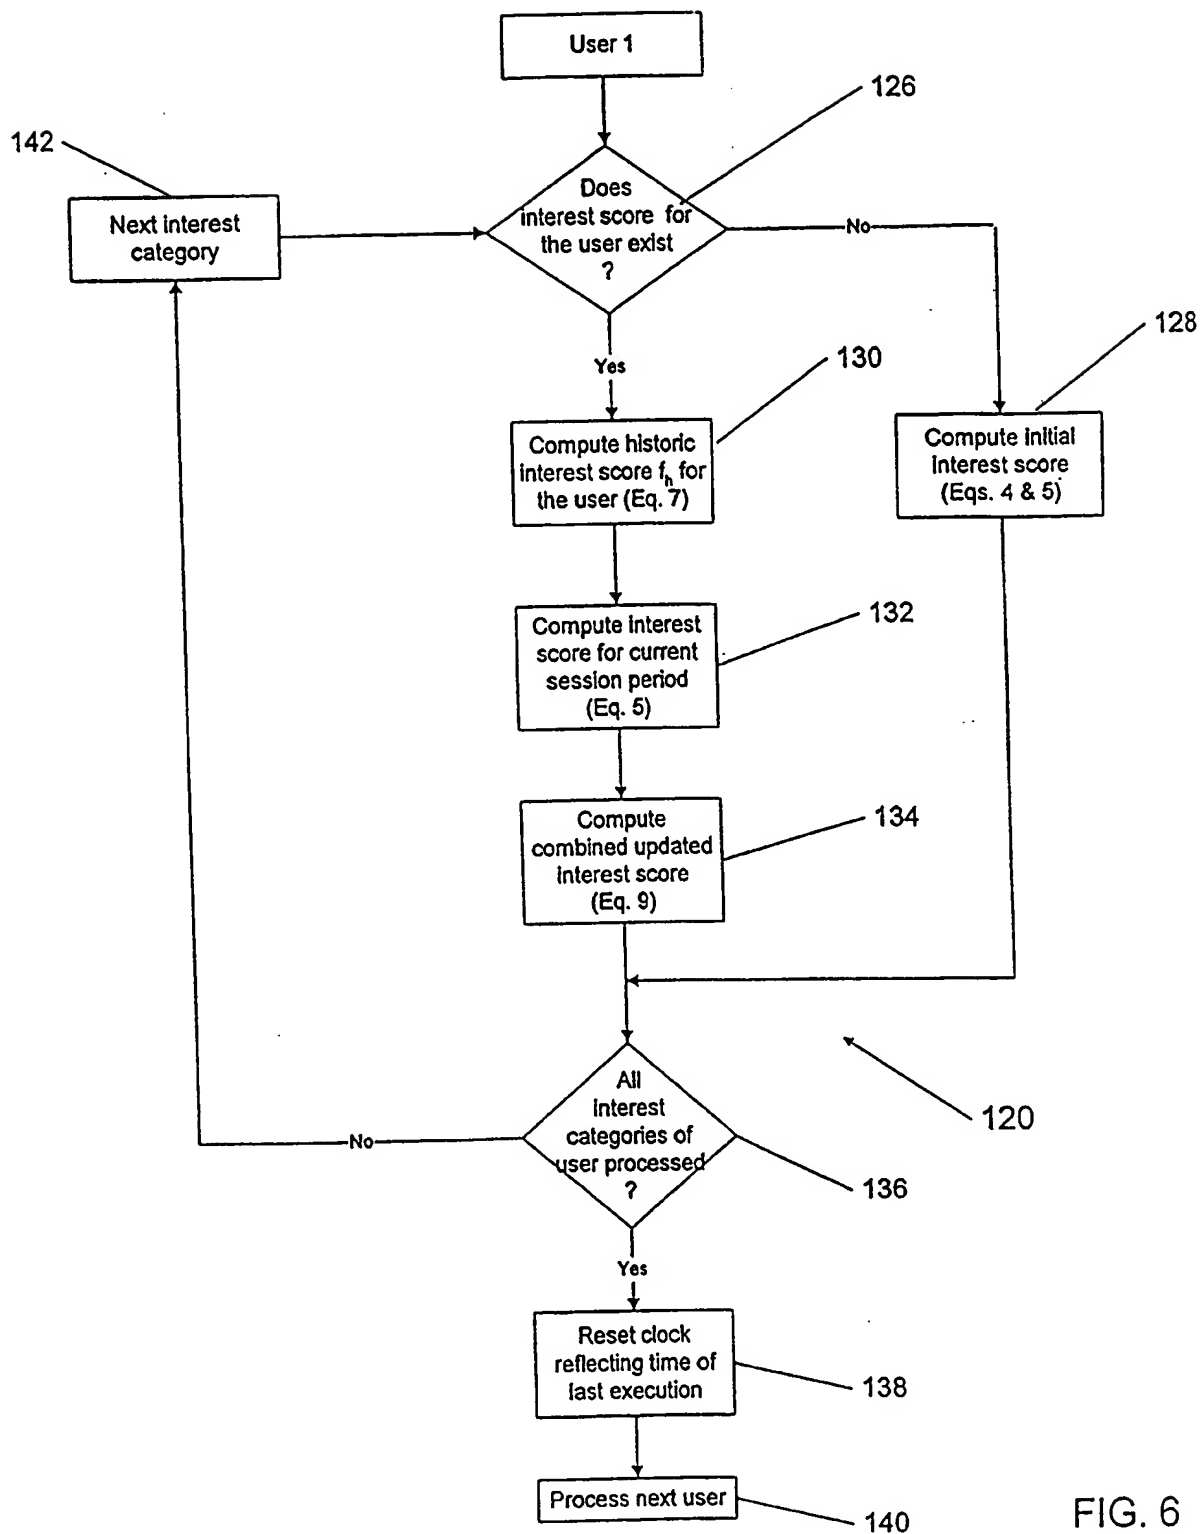 User 1
126
142
Does
interest score for
the user exist
?
Next interest
category
No
128
Yes
130
Compute historic
interest score fh for
the user (Eq. 7)
Compute initial
interest score
(Eqs. 4 & 5)
132
Compute interest
score for current
session period
(Eq. 5)
134
Compute
combined updated
interest score
(Eq. 9)
All
interest
categories of
user processed
?
120
No
136
Yes
Reset clock
reflecting time of
last execution
138
Process next user
140
FIG. 6